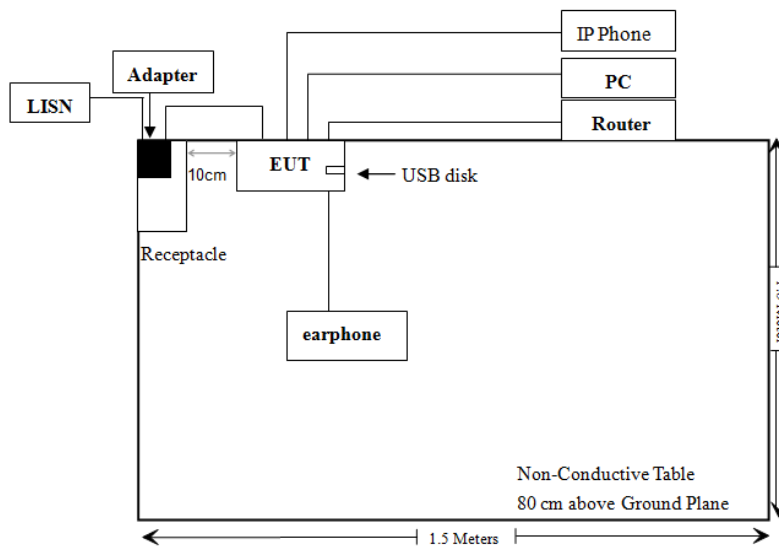 IP Phone
Adapter
PC
LISN
Router
EUT
10cm
USB disk
Receptacle
earphone
Non-Conductive Table
80 cm above Ground Plane
1.5 Meters